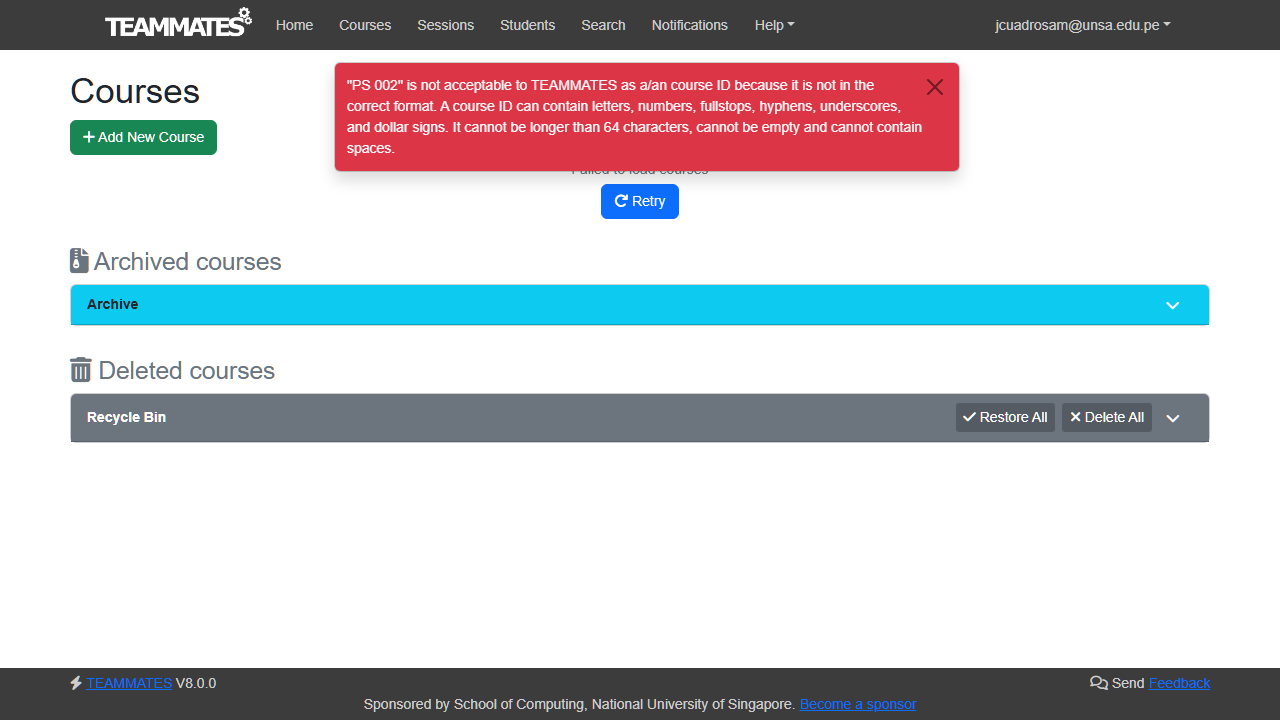 TEAMMATES Home Courses Sessions Students Search Notifications Help jcuadrosam@unsa.edu.pe
Courses
"PS 002" is not acceptable to TEAMMATES as a/an course ID because it is not in the
correct format. A course ID can contain letters, numbers, fullstops, hyphens, underscores,
and dollar signs. It cannot be longer than 64 characters, cannot be empty and cannot contain
spaces.
Add New Course
Failed to load courses
Retry
Archived courses
Archive
Deleted courses
Recycle Bin Restore All Delete All
TEAMMATES V8.0.0 Send Feedback
Sponsored by School of Computing, National University of Singapore. Become a sponsor